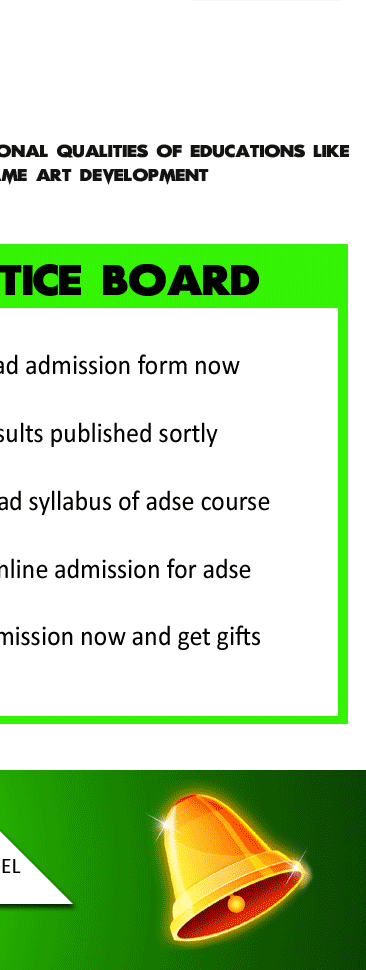 ONAL QUALITIES OF EDUCATIONS LIKE
AME ART DEVELOPMENT
TICE BOARD
ad admission form now
sults published sortly
ad syllabus of adse course
nline admission for adse
mission now and get gifts
EL